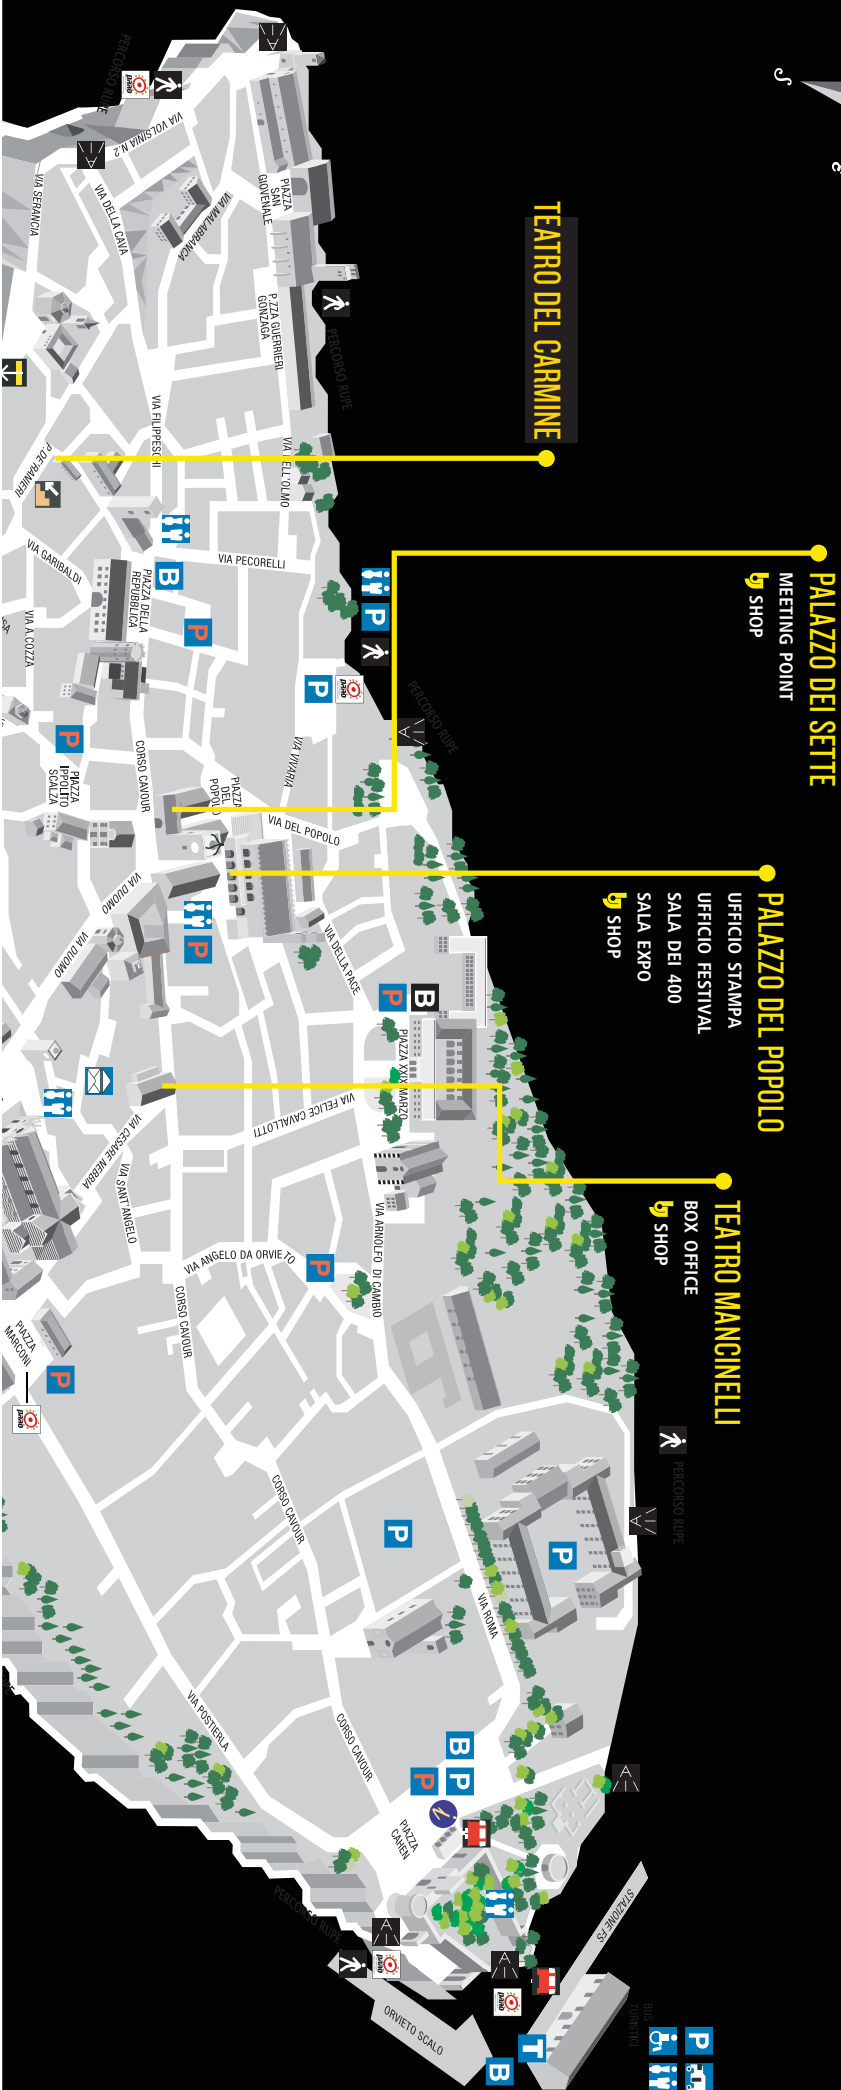 TEATRO DEL CARMINE
PALAZZO DEI SETTE
MEETING POINT
SHOP
PALAZZO DEL POPOLO
UFFICIO STAMPA
UFFICIO FESTIVAL
SALA DEI 400
SALA EXPO
SHOP
TEATRO MANCINELLI
BOX OFFICE
SHOP
S
PERCORSO RUPE
VIA VOLSINIA N.2
VIA SERANCIA
VIA DELLA CAVA
VIA MALABRANCA
PIAZZA
SAN
GIOVENALE
P.ZZA GUERRIERI
GONZAGA
PERCORSO RUPE
VIA FILIPPESCHI
P.DE'RANIERI
VIA DELL'OLMO
VIA GARIBALDI
VIA PECORELLI
PIAZZA DELLA
REPUBBLICA
B
P
P
P
VIA A.COZZA
P
PIAZZA
IPPOLITO
SCALZA
CORSO CAVOUR
PIAZZA
DEL
POPOLO
VIA VIVARIA
PERCORSO RUPE
VIA DEL POPOLO
VIA DUOMO
VIA DUOMO
P
VIA DELLA PACE
P
B
PIAZZA XXIX MARZO
VIA FELICE CAVALLOTTI
VIA CESARE NEBBIA
VIA SANT'ANGELO
VIA ANGELO DA ORVIETO
P
VIA ARNOLFO DI CAMBIO
CORSO CAVOUR
PIAZZA
MARCONI
P
PERCORSO RUPE
CORSO CAVOUR
P
P
VIA ROMA
VIA POSTIERLA
CORSO CAVOUR
B
P
P
i
PIAZZA
CAHEN
PERCORSO RUPE
STAZIONE FS
ORVIETO SCALO
BUS
TURISTICI
P
T
B